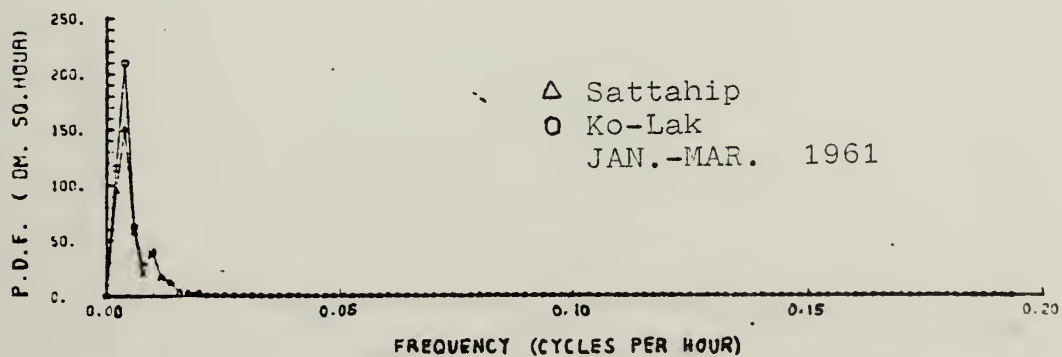 250.
200.
150.
100.
50.
0.
P.D.F. ( DM. SQ.HOUR)
△ Sattahip
O Ko-Lak
JAN.-MAR. 1961
0.00 0.05 0.10 0.15 0.20
FREQUENCY (CYCLES PER HOUR)